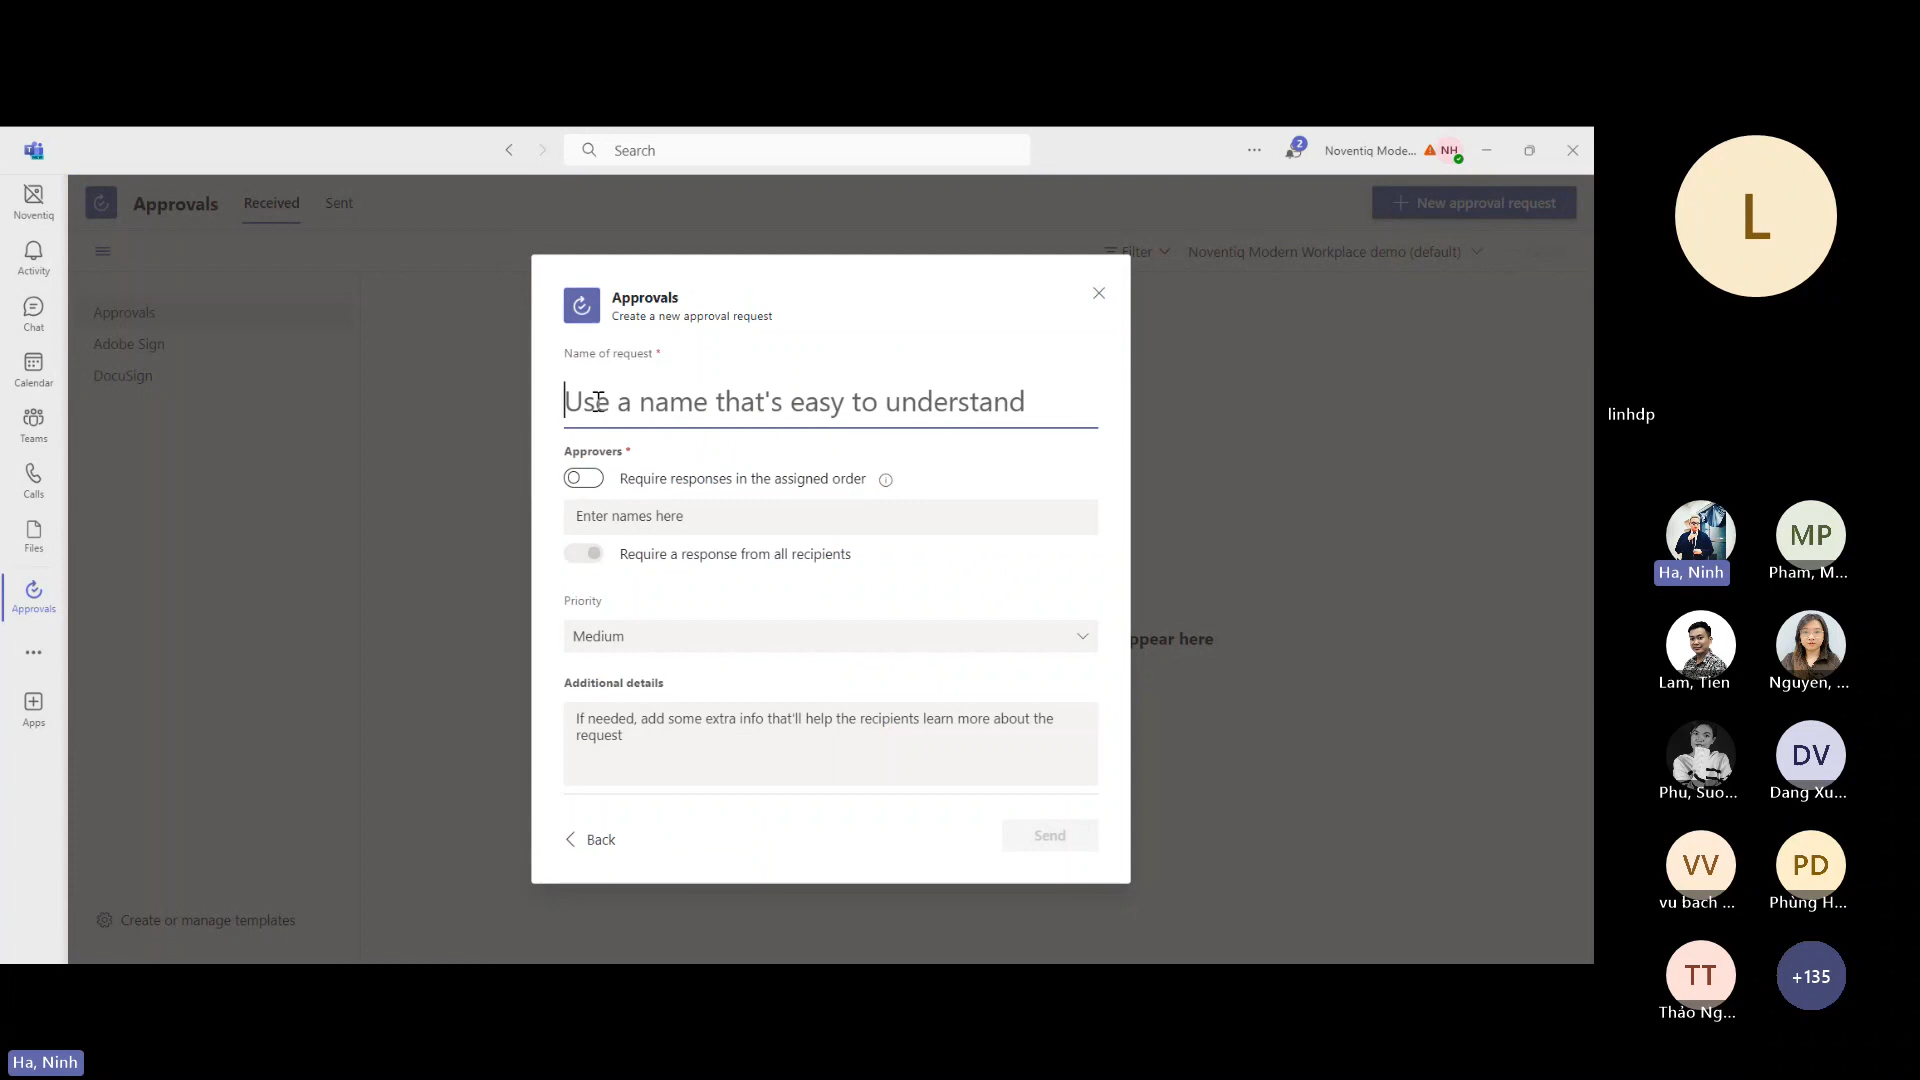 Search
2
Noventiq Mode...
NH
Noventiq
Activity
Chat
Calendar
Teams
Calls
Files
Approvals
Apps
Approvals
Received
Sent
New approval request
Filter
Noventiq Modern Workplace demo (default)
Approvals
Adobe Sign
DocuSign
ppear here
Create or manage templates
Approvals
Create a new approval request
Name of request *
Use a name that's easy to understand
Approvers *
Require responses in the assigned order
Enter names here
Require a response from all recipients
Priority
Medium
Additional details
If needed, add some extra info that'll help the recipients learn more about the
request
Back
Send
L
linhdp
Ha, Ninh
MP
Pham, M...
Lam, Tien
Nguyen, ...
Phu, Suo...
DV
Dang Xu...
VV
vu bach ...
PD
Phùng H...
TT
Thảo Ng...
+135
Ha, Ninh